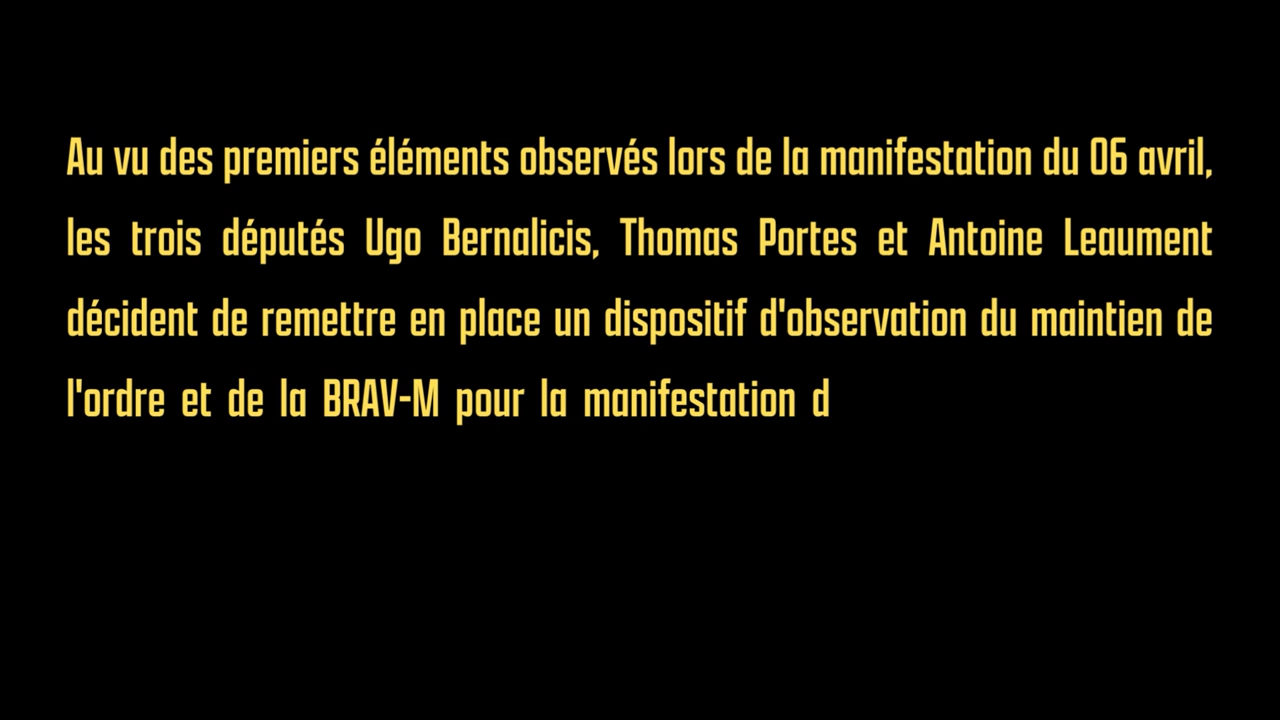 Au vu des premiers éléments observés lors de la manifestation du 06 avril,
les trois députés Ugo Bernalicis, Thomas Portes et Antoine Leaument
décident de remettre en place un dispositif d'observation du maintien de
l'ordre et de la BRAV-M pour la manifestation d